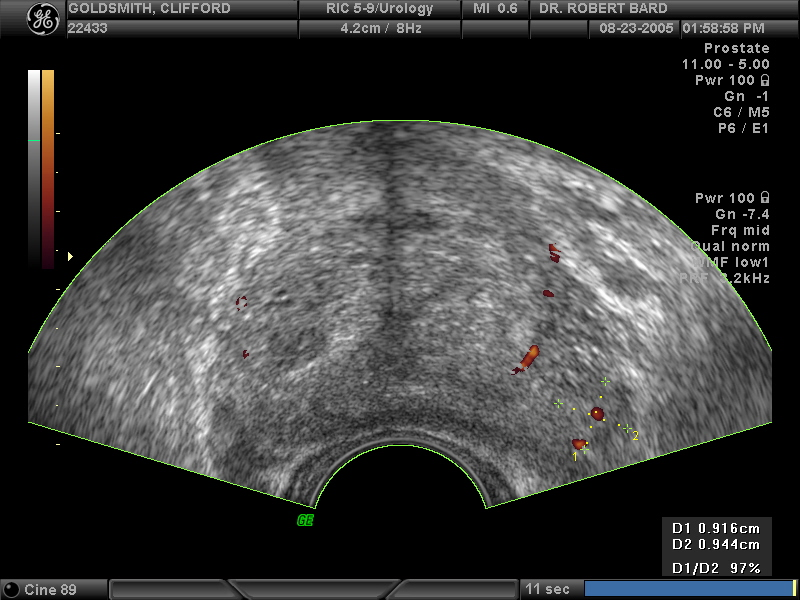 GE
GOLDSMITH, CLIFFORD
RIC 5-9/Urology
MI 0.6
DR. ROBERT BARD
22433
4.2cm / 8Hz
08-23-2005
01:58:58 PM
Prostate
11.00 - 5.00
Pwr 100
Gn -1
C6 / M5
P6 / E1
Pwr 100
Gn -7.4
Frq mid
Qual norm
WMF low1
PRF 3.2kHz
2
1
GE
D1 0.916cm
D2 0.944cm
D1/D2 97%
Cine 89
11 sec